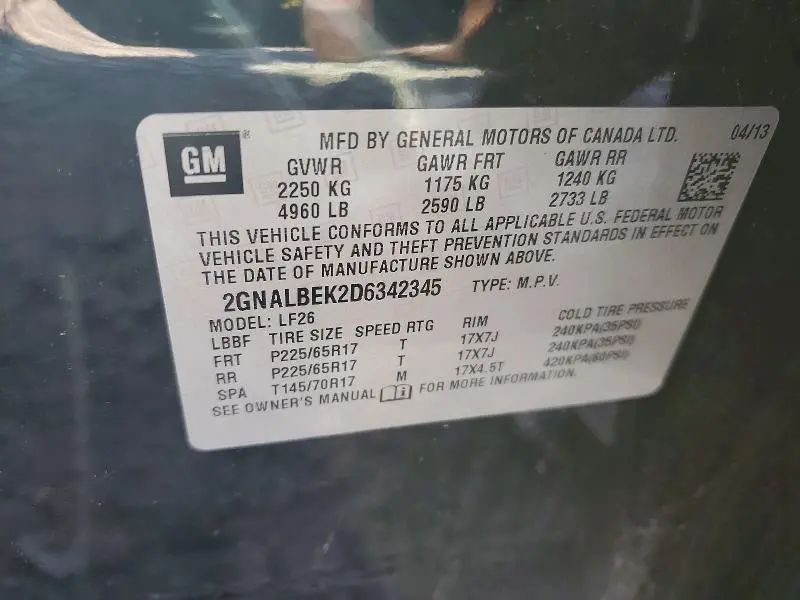 GM ® MFD BY GENERAL MOTORS OF CANADA LTD. 04/13
GVWR GAWR FRT GAWR RR
2250 KG 1175 KG 1240 KG
4960 LB 2590 LB 2733 LB
THIS VEHICLE CONFORMS TO ALL APPLICABLE U.S. FEDERAL MOTOR
VEHICLE SAFETY AND THEFT PREVENTION STANDARDS IN EFFECT ON
THE DATE OF MANUFACTURE SHOWN ABOVE.
2GNALBEK2D6342345 TYPE: M.P.V.
MODEL: LF26
LBBF TIRE SIZE SPEED RTG RIM COLD TIRE PRESSURE
FRT P225/65R17 T 17X7J 240KPA(35PSI)
RR P225/65R17 T 17X7J 240KPA(35PSI)
SPA T145/70R17 M 17X4.5T 420KPA(60PSI)
SEE OWNER'S MANUAL FOR MORE INFORMATION.